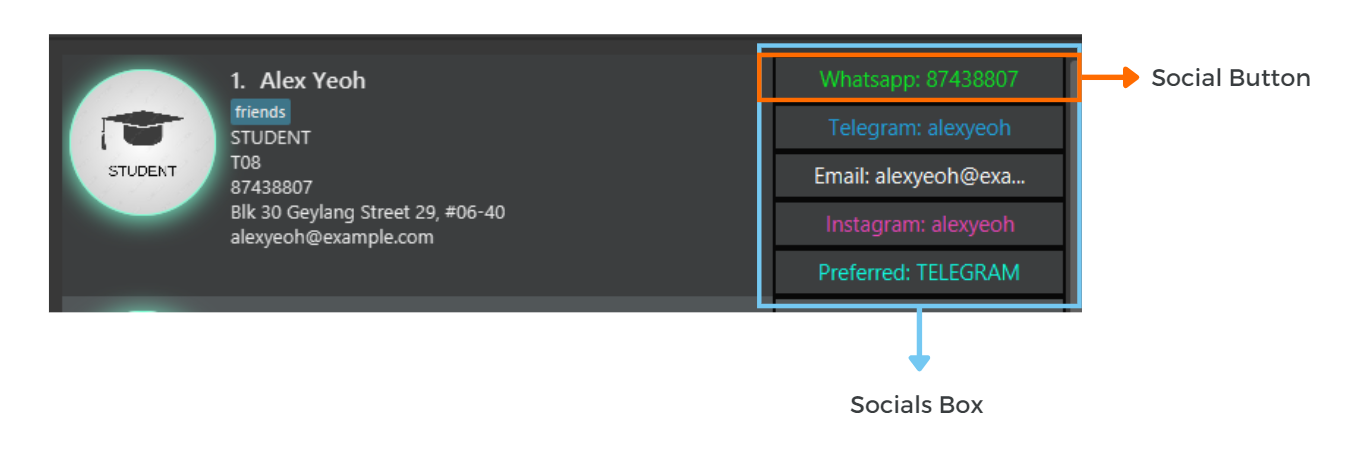 STUDENT
1. Alex Yeoh
friends
STUDENT
T08
87438807
Blk 30 Geylang Street 29, #06-40
alexyeoh@example.com
Whatsapp: 87438807
Telegram: alexyeoh
Email: alexyeoh@exa...
Instagram: alexyeoh
Preferred: TELEGRAM
Social Button
Socials Box